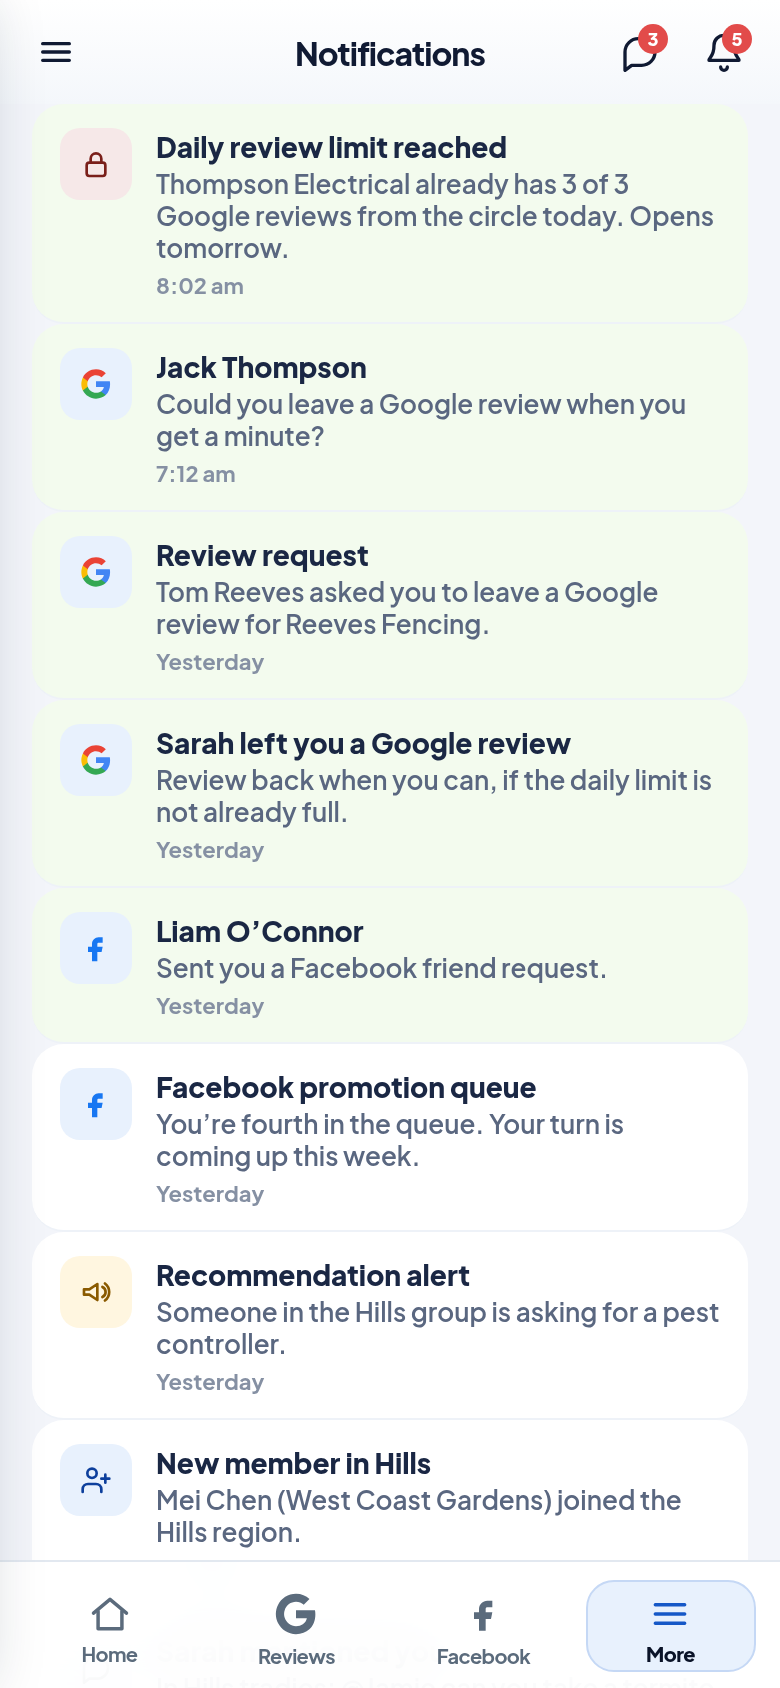 Notifications
3
5
Daily review limit reached
Thompson Electrical already has 3 of 3
Google reviews from the circle today. Opens
tomorrow.
8:02 am
Jack Thompson
Could you leave a Google review when you
get a minute?
7:12 am
Review request
Tom Reeves asked you to leave a Google
review for Reeves Fencing.
Yesterday
Sarah left you a Google review
Review back when you can, if the daily limit is
not already full.
Yesterday
Liam O’Connor
Sent you a Facebook friend request.
Yesterday
Facebook promotion queue
You’re fourth in the queue. Your turn is
coming up this week.
Yesterday
Recommendation alert
Someone in the Hills group is asking for a pest
controller.
Yesterday
New member in Hills
Mei Chen (West Coast Gardens) joined the
Hills region.
Home
Reviews
Facebook
More